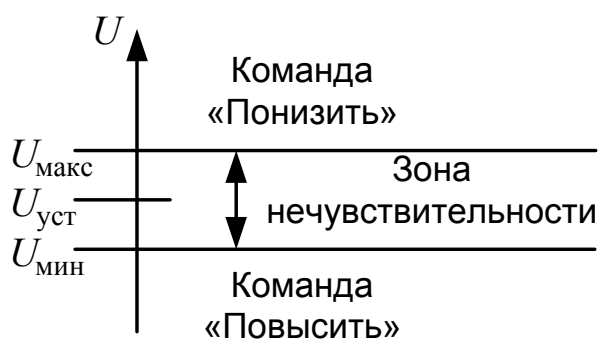 U
Команда
«Понизить»
Uмакс
Зона
Uуст
нечувствительности
Uмин
Команда
«Повысить»